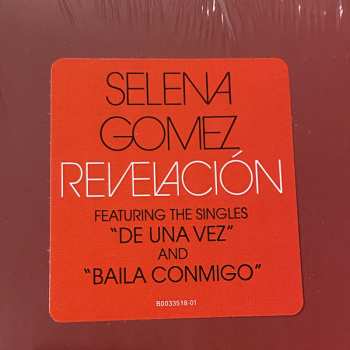 SELENA
GOMEZ
REVELACIÓN
FEATURING THE SINGLES
“DE UNA VEZ”
AND
“BAILA CONMIGO”
B0033518-01